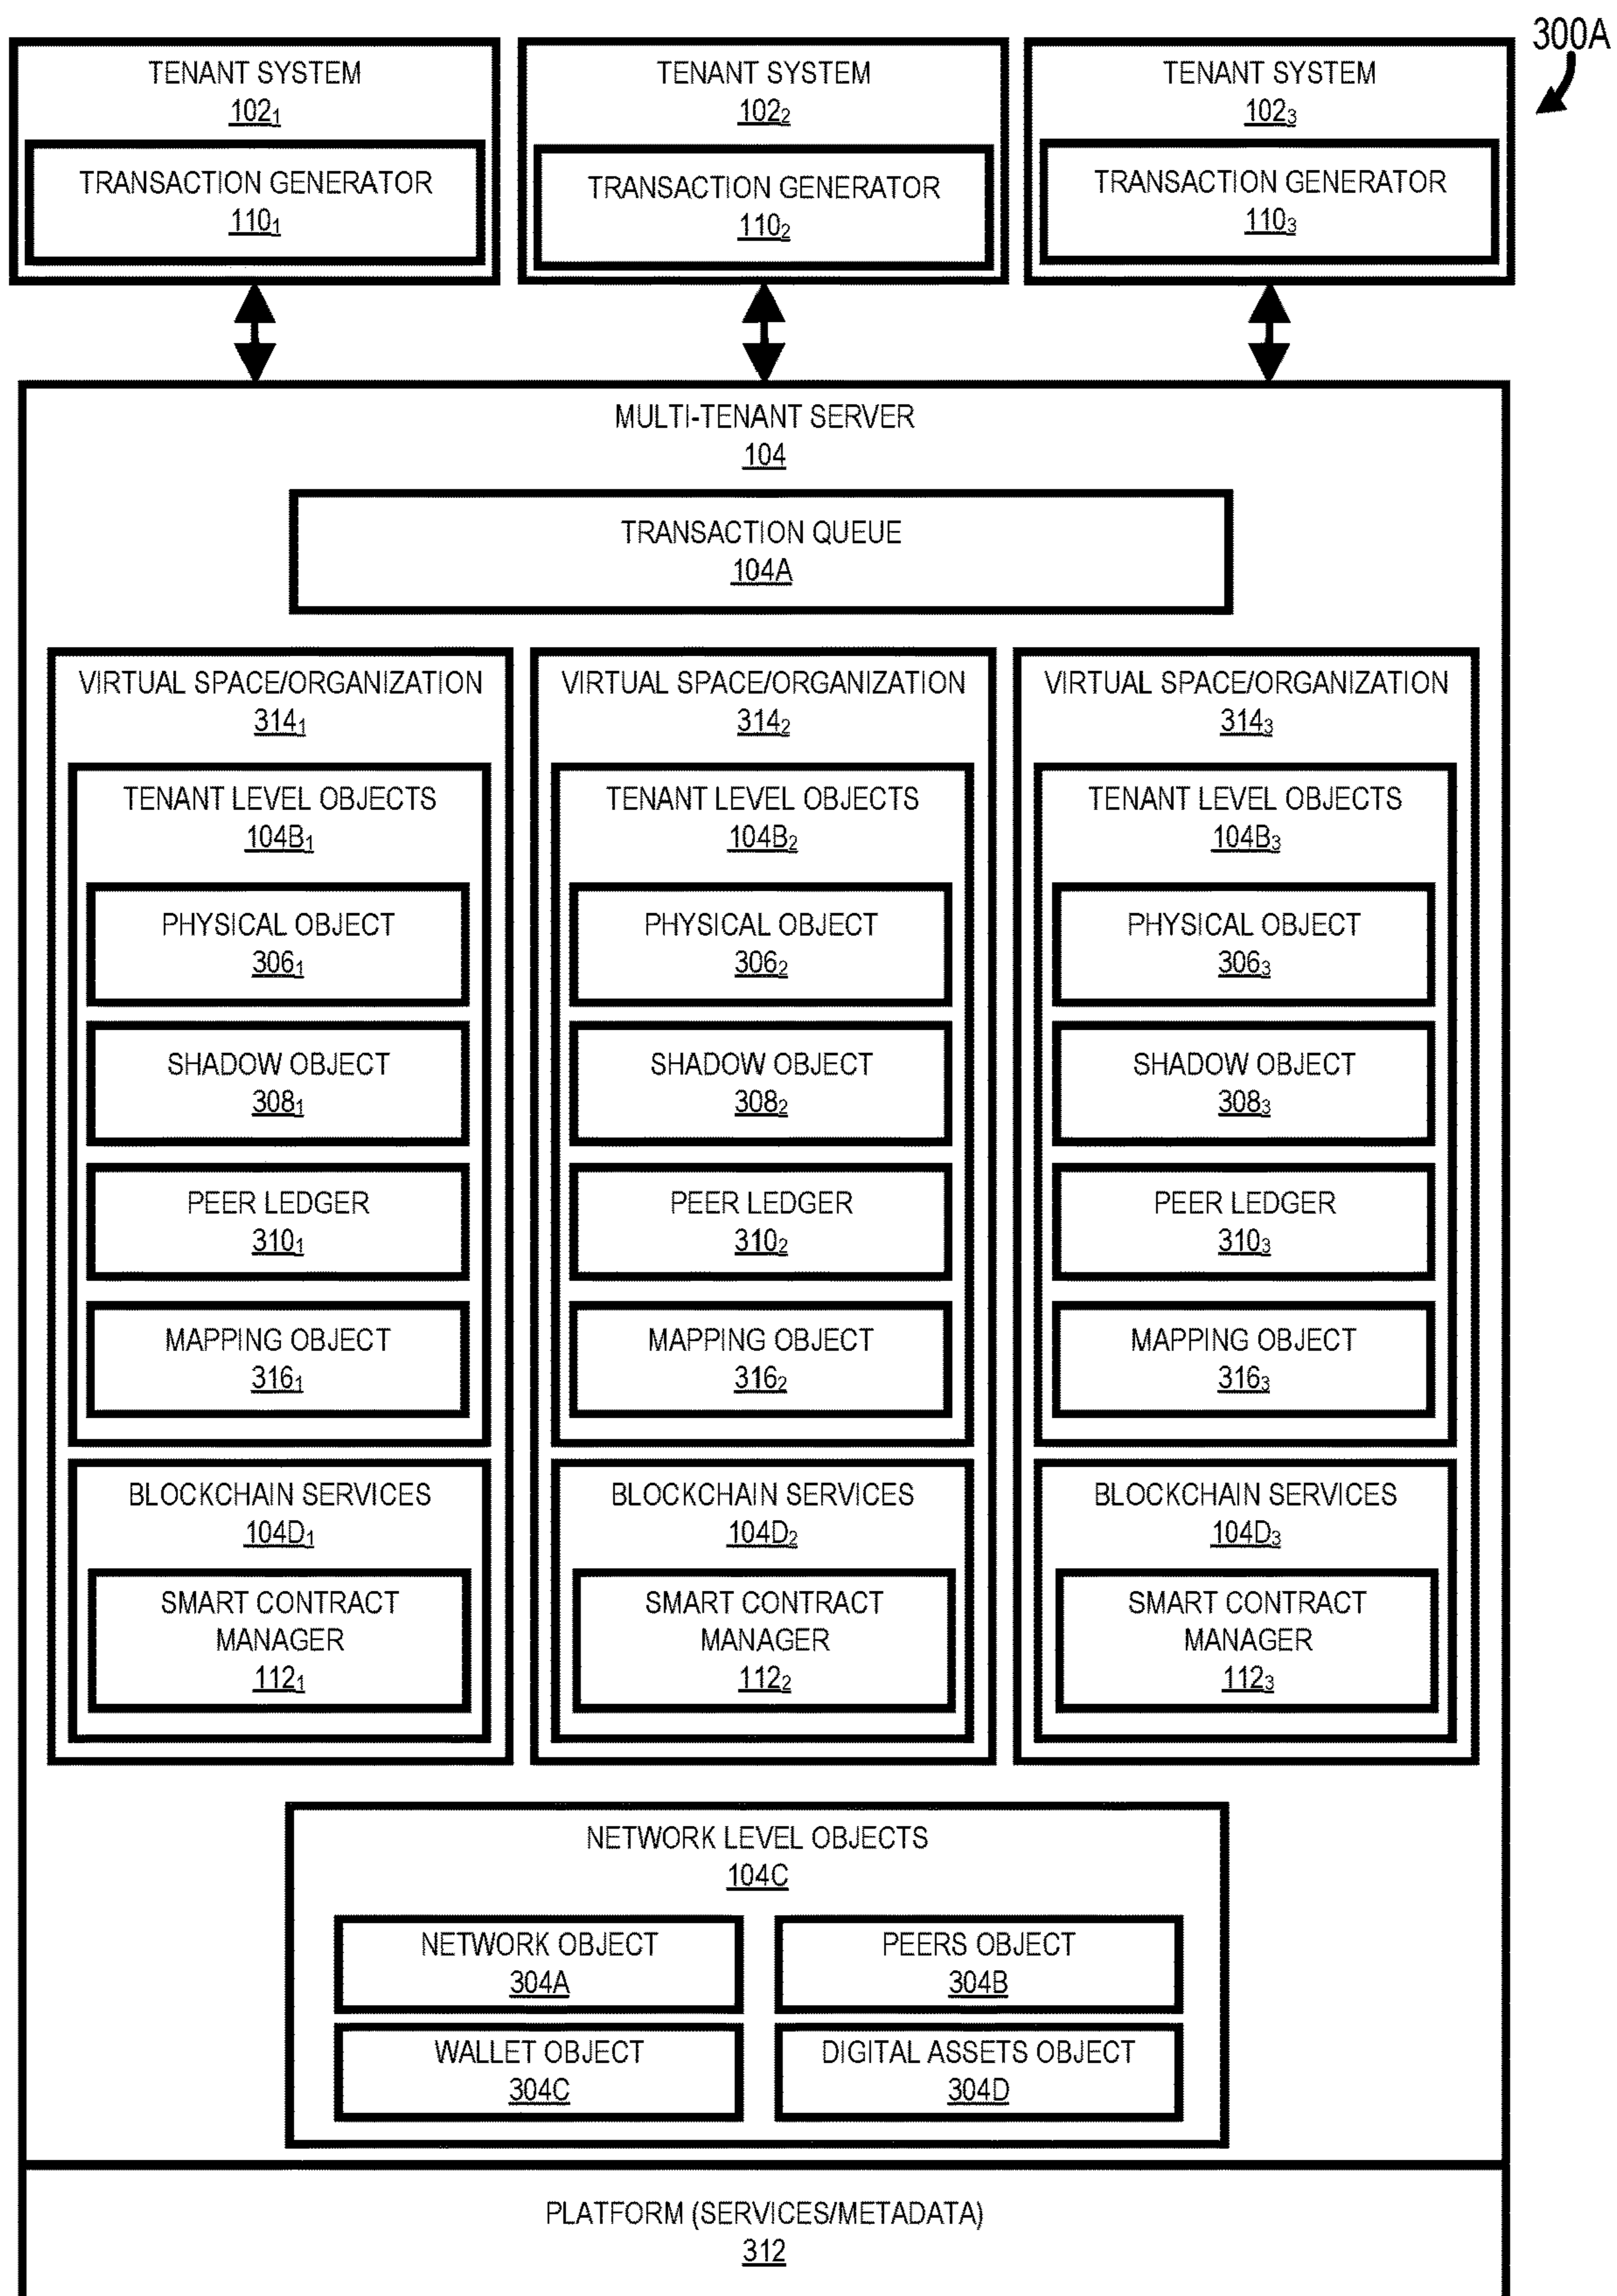 300A
TENANT SYSTEM
102₁
TRANSACTION GENERATOR
110₁
TENANT SYSTEM
102₂
TRANSACTION GENERATOR
110₂
TENANT SYSTEM
102₃
TRANSACTION GENERATOR
110₃
MULTI-TENANT SERVER
104
TRANSACTION QUEUE
104A
VIRTUAL SPACE/ORGANIZATION
314₁
TENANT LEVEL OBJECTS
104B₁
PHYSICAL OBJECT
306₁
SHADOW OBJECT
308₁
PEER LEDGER
310₁
MAPPING OBJECT
316₁
BLOCKCHAIN SERVICES
104D₁
SMART CONTRACT
MANAGER
112₁
VIRTUAL SPACE/ORGANIZATION
314₂
TENANT LEVEL OBJECTS
104B₂
PHYSICAL OBJECT
306₂
SHADOW OBJECT
308₂
PEER LEDGER
310₂
MAPPING OBJECT
316₂
BLOCKCHAIN SERVICES
104D₂
SMART CONTRACT
MANAGER
112₂
VIRTUAL SPACE/ORGANIZATION
314₃
TENANT LEVEL OBJECTS
104B₃
PHYSICAL OBJECT
306₃
SHADOW OBJECT
308₃
PEER LEDGER
310₃
MAPPING OBJECT
316₃
BLOCKCHAIN SERVICES
104D₃
SMART CONTRACT
MANAGER
112₃
NETWORK LEVEL OBJECTS
104C
NETWORK OBJECT
304A
PEERS OBJECT
304B
WALLET OBJECT
304C
DIGITAL ASSETS OBJECT
304D
PLATFORM (SERVICES/METADATA)
312